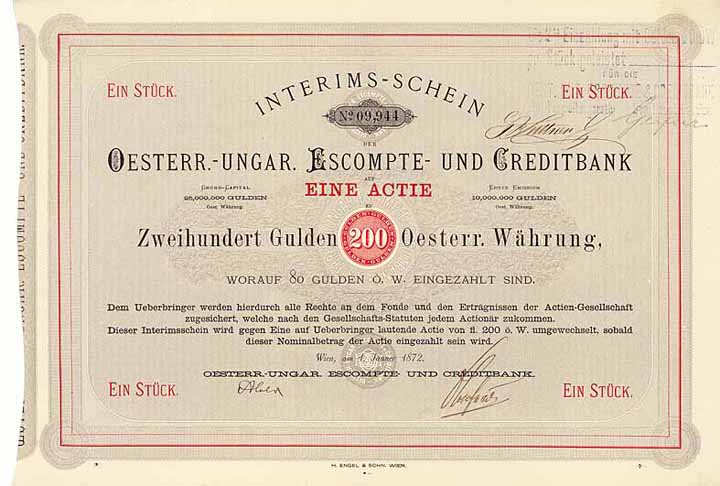 EIN STÜCK.
EIN STÜCK.
INTERIMS-SCHEIN
No 09,944
DER
OESTERR.-UNGAR. ESCOMPTE- UND CREDITBANK
AUF
EINE ACTIE
GRUND-CAPITAL
25,000,000 GULDEN
Oest. Währung.
ERSTE EMISSION
10,000,000 GULDEN
Oest. Währung.
ZU
Zweihundert Gulden 200 Oesterr. Währung,
WORAUF 80 GULDEN Ö. W. EINGEZAHLT SIND.
Dem Ueberbringer werden hierdurch alle Rechte an dem Fonde und den Erträgnissen der Actien-Gesellschaft
zugesichert, welche nach den Gesellschafts-Statuten jedem Actionär zukommen.
Dieser Interimsschein wird gegen Eine auf Ueberbringer lautende Actie von fl. 200 ö. W. umgewechselt, sobald
dieser Nominalbetrag der Actie eingezahlt sein wird.
Wien, am 1. Jänner 1872.
OESTERR.-UNGAR. ESCOMPTE- UND CREDITBANK.
EIN STÜCK.
EIN STÜCK.
H. ENGEL & SOHN, WIEN.